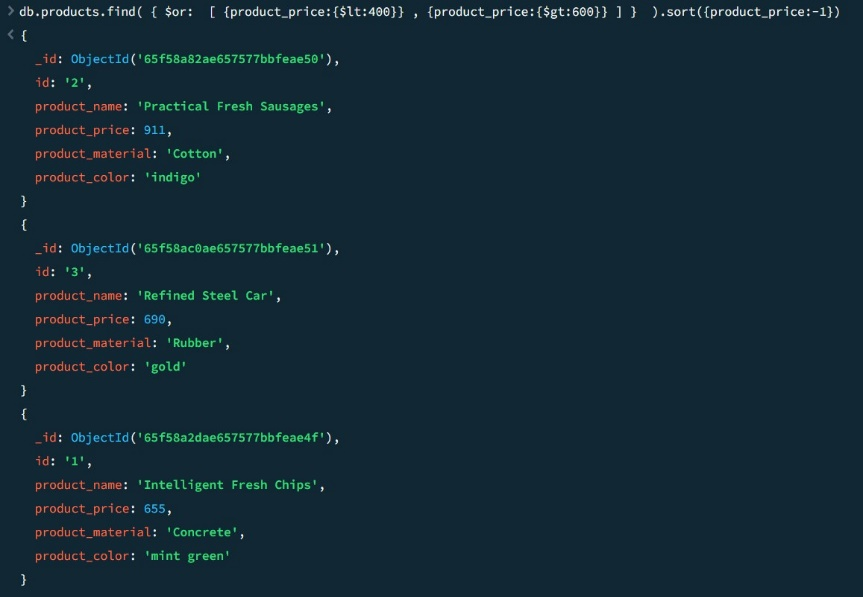 > db.products.find( { $or:  [ {product_price:{$lt:400}} , {product_price:{$gt:600}} ] }  ).sort({product_price:-1})
< {
_id: ObjectId('65f58a82ae657577bbfeae50'),
id: '2',
product_name: 'Practical Fresh Sausages',
product_price: 911,
product_material: 'Cotton',
product_color: 'indigo'
}
{
_id: ObjectId('65f58ac0ae657577bbfeae51'),
id: '3',
product_name: 'Refined Steel Car',
product_price: 690,
product_material: 'Rubber',
product_color: 'gold'
}
{
_id: ObjectId('65f58a2dae657577bbfeae4f'),
id: '1',
product_name: 'Intelligent Fresh Chips',
product_price: 655,
product_material: 'Concrete',
product_color: 'mint green'
}